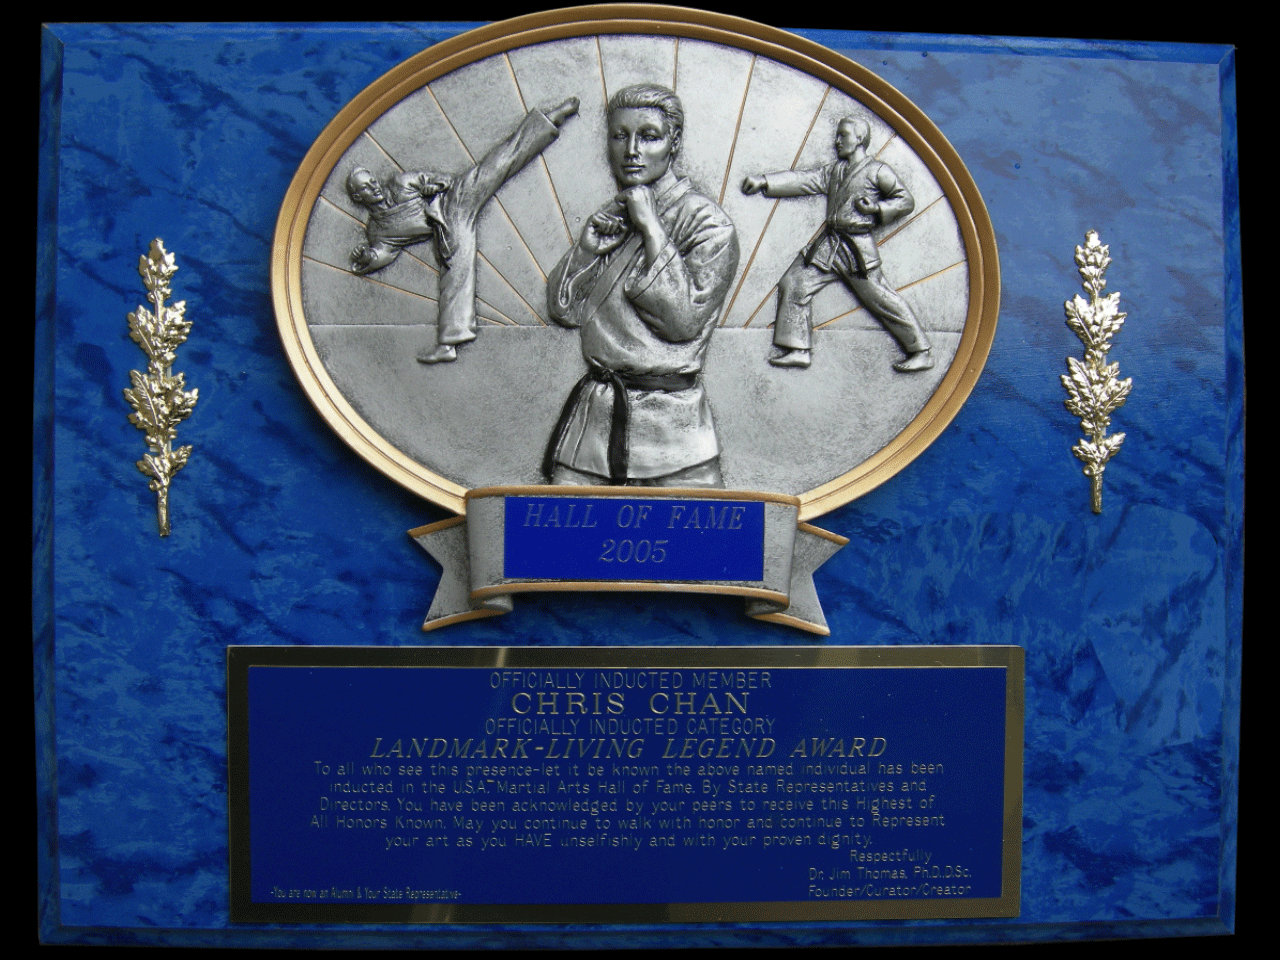 HALL OF FAME
2005
OFFICIALLY INDUCTED MEMBER
CHRIS CHAN
OFFICIALLY INDUCTED CATEGORY
LANDMARK-LIVING LEGEND AWARD
To all who see this presence-let it be known the above named individual has been
inducted in the U.S.A. Martial Arts Hall of Fame. By State Representatives and
Directors. You have been acknowledged by your peers to receive this Highest of
All Honors Known. May you continue to walk with honor and continue to Represent
your art as you HAVE unselfishly and with your proven dignity.
Respectfully
Dr. Jim Thomas, Ph.D.,D.Sc.
Founder/Curator/Creator
-You are now an Alumni & Your State Representative-